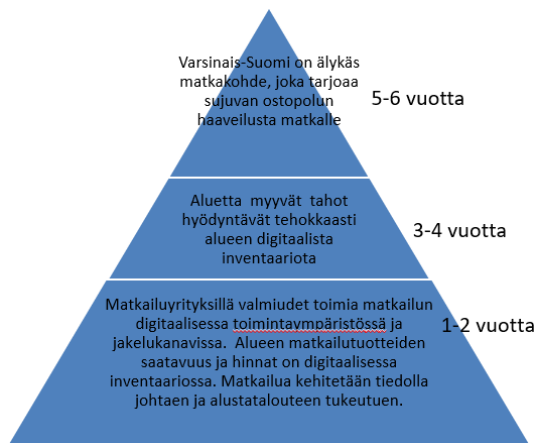 Varsinais-Suomi on älykäs
matkakohde, joka tarjoaa
sujuvan ostopolun
haaveilusta matkalle
5-6 vuotta
Aluetta myyvät tahot
hyödyntävät tehokkaasti
alueen digitaalista
inventaariota
3-4 vuotta
Matkailuyrityksillä valmiudet toimia matkailun
digitaalisessa toimintaympäristössä ja
jakelukanavissa. Alueen matkailutuotteiden
saatavuus ja hinnat on digitaalisessa
inventaariossa. Matkailua kehitetään tiedolla
johtaen ja alustatalouteen tukeutuen.
1-2 vuotta